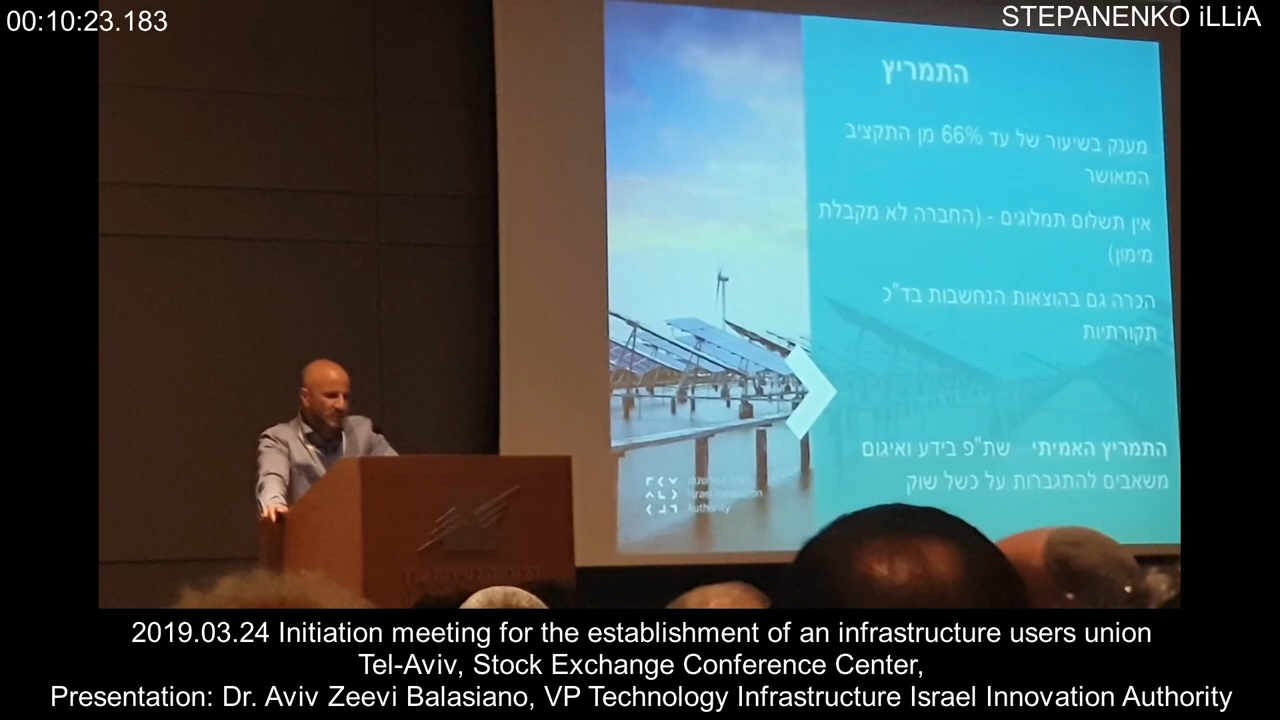 00:10:23.183
STEPANENKO iLLiA
התמריץ
מענק בשיעור של עד 66% מן התקציב
המאושר
אין תשלום תמלוגים - (החברה לא מקבלת
מימון)
הכרה גם בהוצאות הנחשבות בד"כ
תקורתיות
התמריץ האמיתי - שת"פ בידע ואיגום
משאבים להתגברות על כשל שוק
Israel Innovation
Authority
2019.03.24 Initiation meeting for the establishment of an infrastructure users union
Tel-Aviv, Stock Exchange Conference Center,
Presentation: Dr. Aviv Zeevi Balasiano, VP Technology Infrastructure Israel Innovation Authority